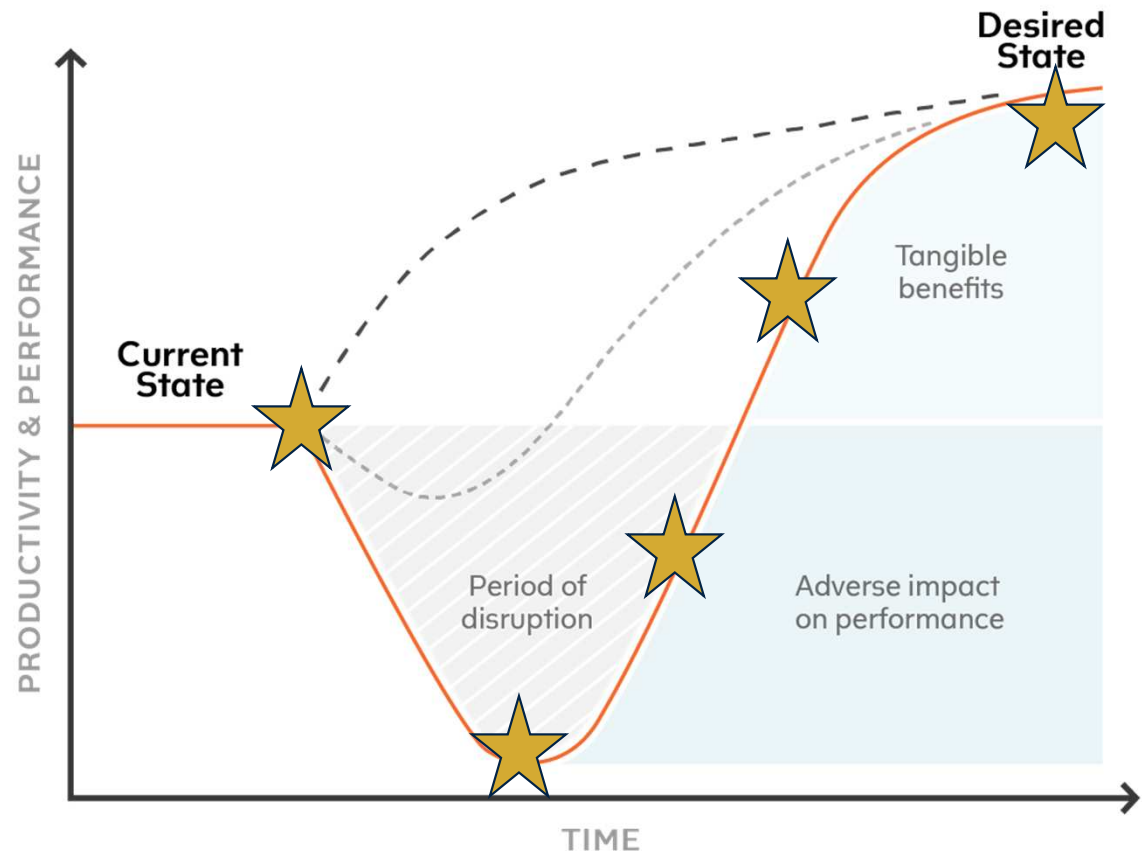 Desired
State
PRODUCTIVITY & PERFORMANCE
Tangible
benefits
Current
State
Period of
disruption
Adverse impact
on performance
TIME